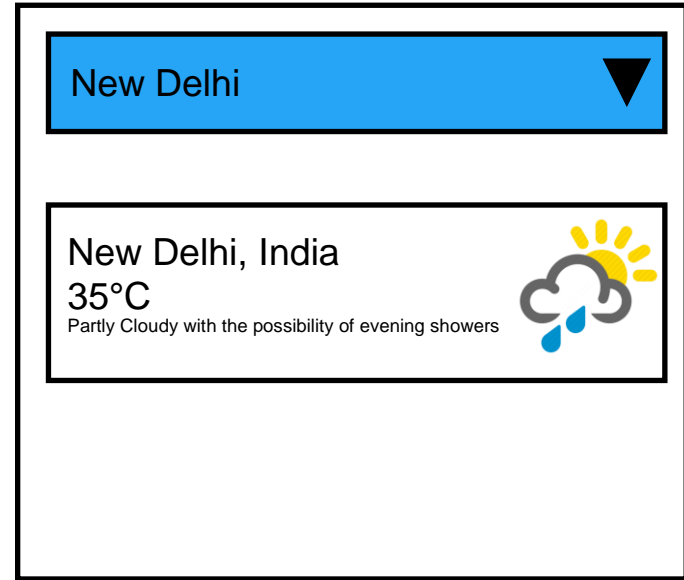 New Delhi
New Delhi, India
35°C
Partly Cloudy with the possibility of evening showers